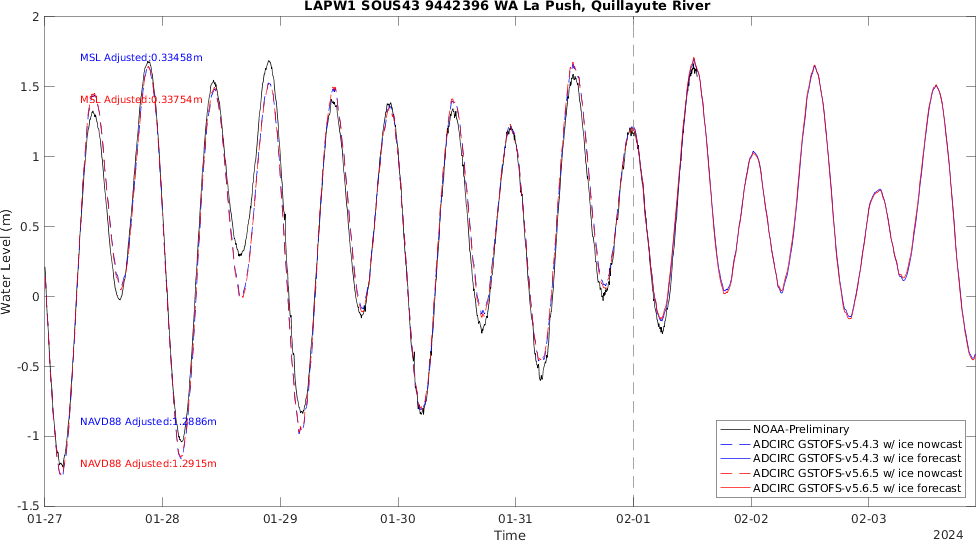 LAPW1 SOUS43 9442396 WA La Push, Quillayute River
2
1.5
1
0.5
0
-0.5
-1
-1.5
Water Level (m)
MSL Adjusted:0.33458m
MSL Adjusted:0.33754m
NAVD88 Adjusted:1.2886m
NAVD88 Adjusted:1.2915m
NOAA-Preliminary
ADCIRC GSTOFS-v5.4.3 w/ ice nowcast
ADCIRC GSTOFS-v5.4.3 w/ ice forecast
ADCIRC GSTOFS-v5.6.5 w/ ice nowcast
ADCIRC GSTOFS-v5.6.5 w/ ice forecast
01-27 01-28 01-29 01-30 01-31 02-01 02-02 02-03
Time
2024